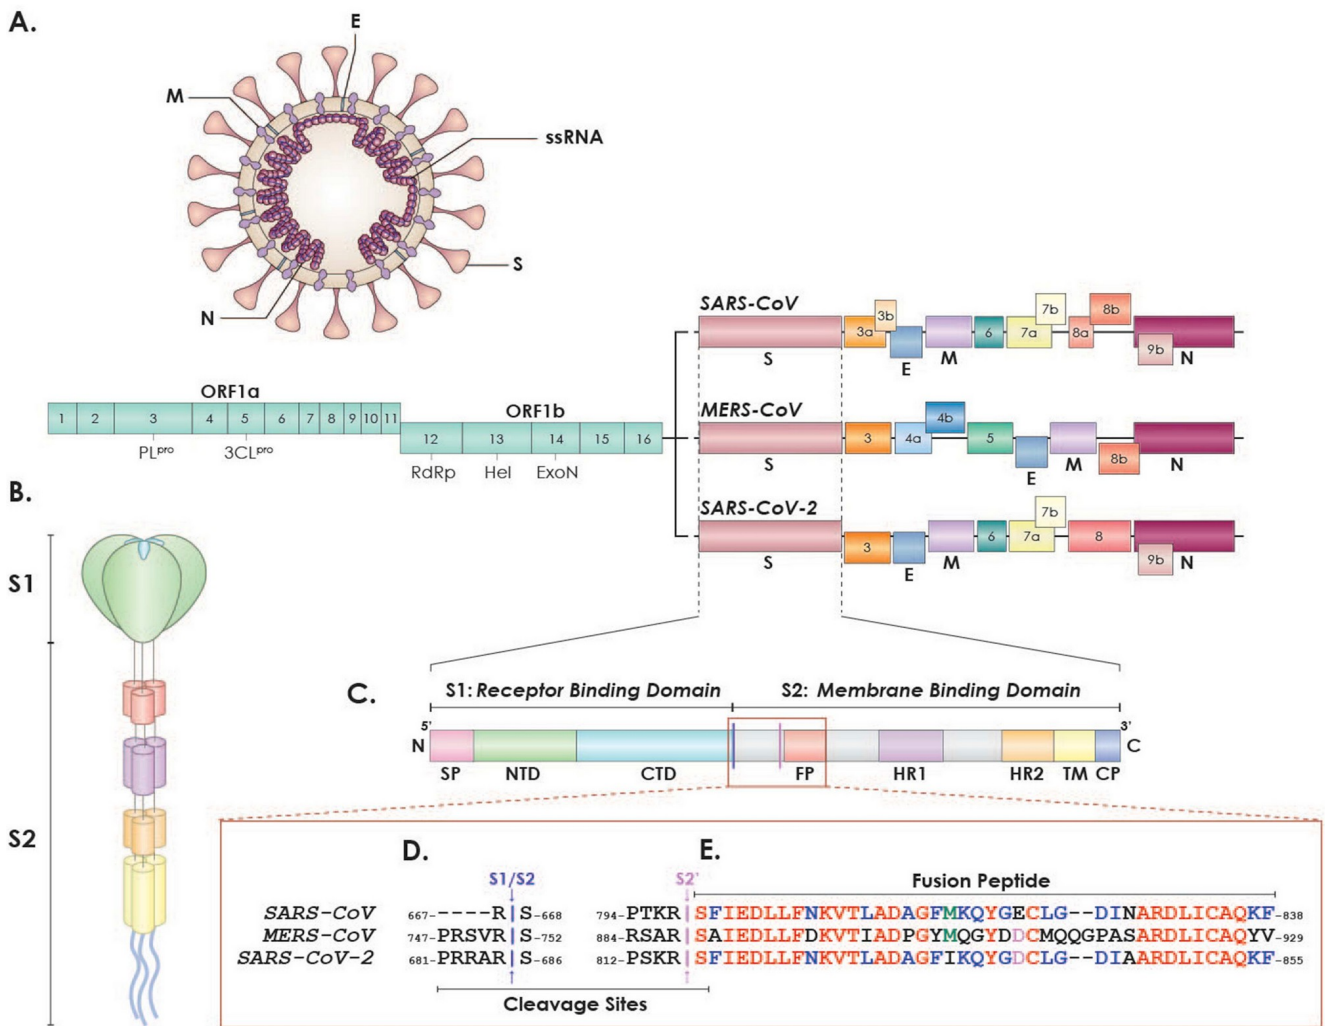 A.
E
M
ssRNA
S
N
SARS-CoV
3a 3b 6 7a 7b 8a 8b 9b
S E M N
ORF1a
1 2 3 4 5 6 7 8 9 10 11
PLpro 3CLpro
ORF1b
12 13 14 15 16
RdRp Hel ExoN
MERS-CoV
3 4a 4b 5 8b
S E M N
SARS-CoV-2
3 6 7a 7b 8 9b
S E M N
B.
S1
S2
C.
S1: Receptor Binding Domain S2: Membrane Binding Domain
5' 3'
N C
SP NTD CTD FP HR1 HR2 TM CP
D. E.
S1/S2 S2' Fusion Peptide
SARS-CoV 667-----R S-668 794-PTKR SFIEDLLFNKVTLADAGFMKQYGECLG--DINARDLICAQKF-838
MERS-CoV 747-PRSVR S-752 884-RSAR SAIEDLLFDKVTIADPGYMQGYDDCMQQGPASARDLICAQYV-929
SARS-CoV-2 681-PRRAR S-686 812-PSKR SFIEDLLFNKVTLADAGFIKQYGDCLG--DIAARDLICAQKF-855
Cleavage Sites